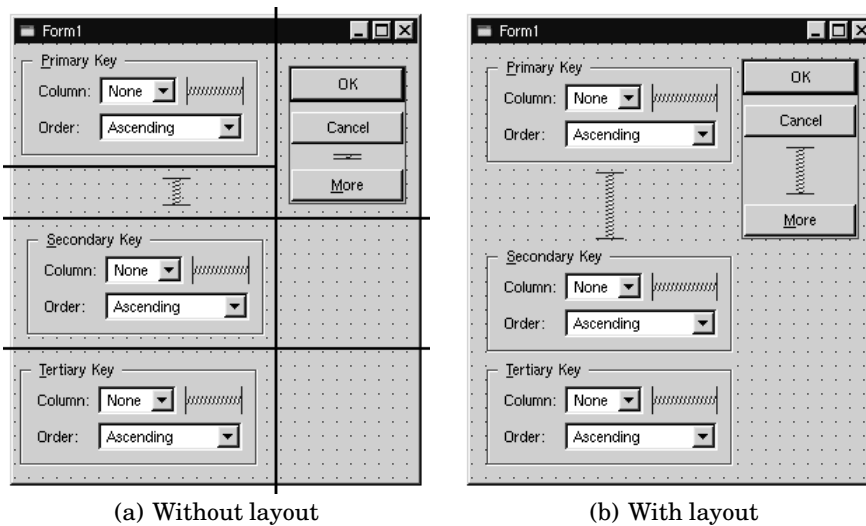 Form1
Primary Key
Column: None
Order: Ascending
OK
Cancel
More
Secondary Key
Column: None
Order: Ascending
Tertiary Key
Column: None
Order: Ascending
(a) Without layout
Form1
Primary Key
Column: None
Order: Ascending
OK
Cancel
More
Secondary Key
Column: None
Order: Ascending
Tertiary Key
Column: None
Order: Ascending
(b) With layout